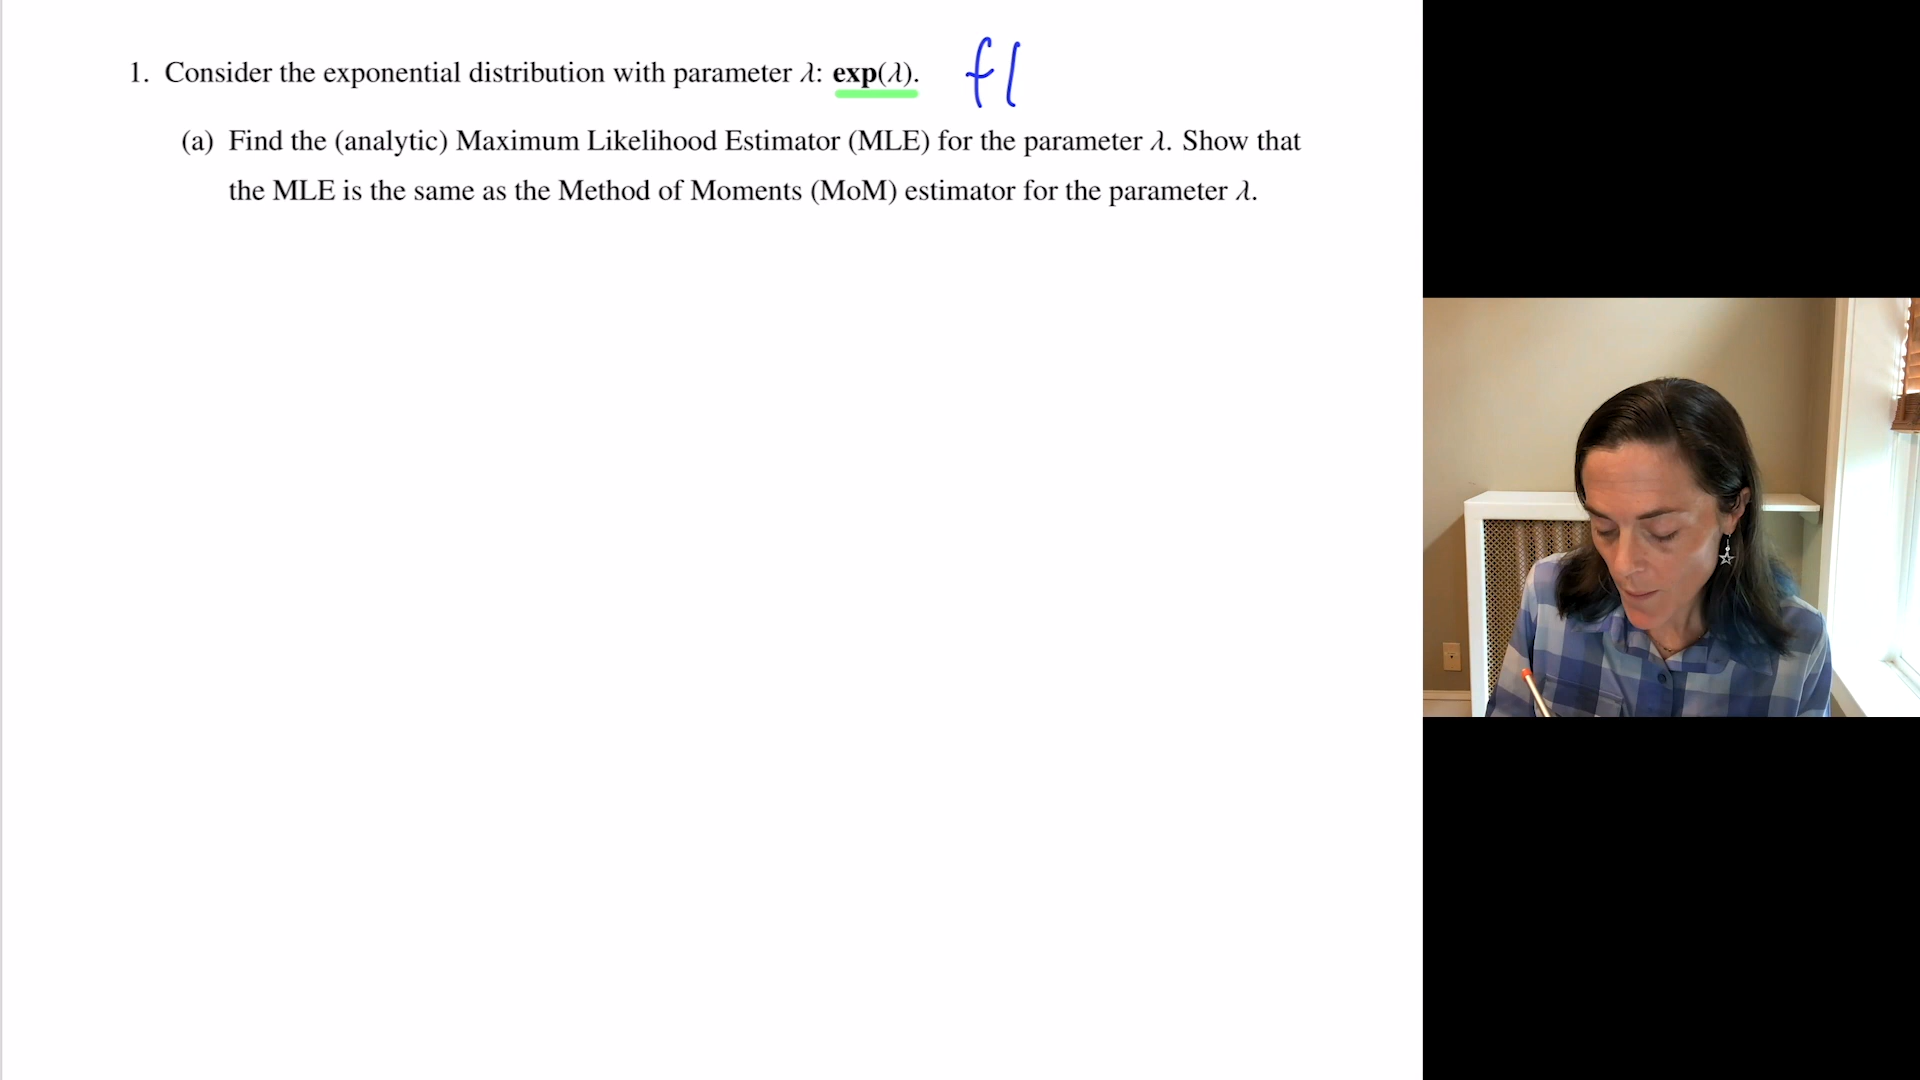 1. Consider the exponential distribution with parameter λ: exp(λ). f(
(a) Find the (analytic) Maximum Likelihood Estimator (MLE) for the parameter λ. Show that
the MLE is the same as the Method of Moments (MoM) estimator for the parameter λ.